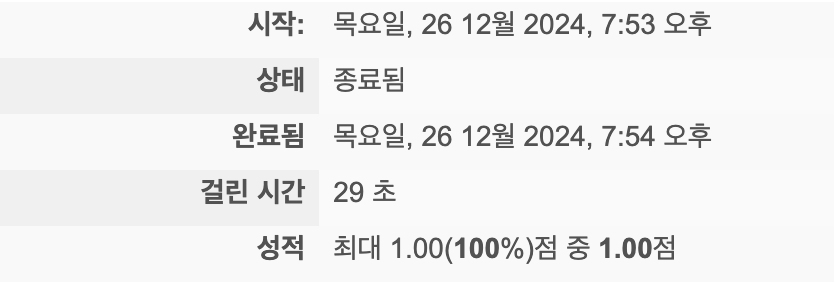 시작: 목요일, 26 12월 2024, 7:53 오후
상태 종료됨
완료됨 목요일, 26 12월 2024, 7:54 오후
걸린 시간 29 초
성적 최대 1.00(100%)점 중 1.00점